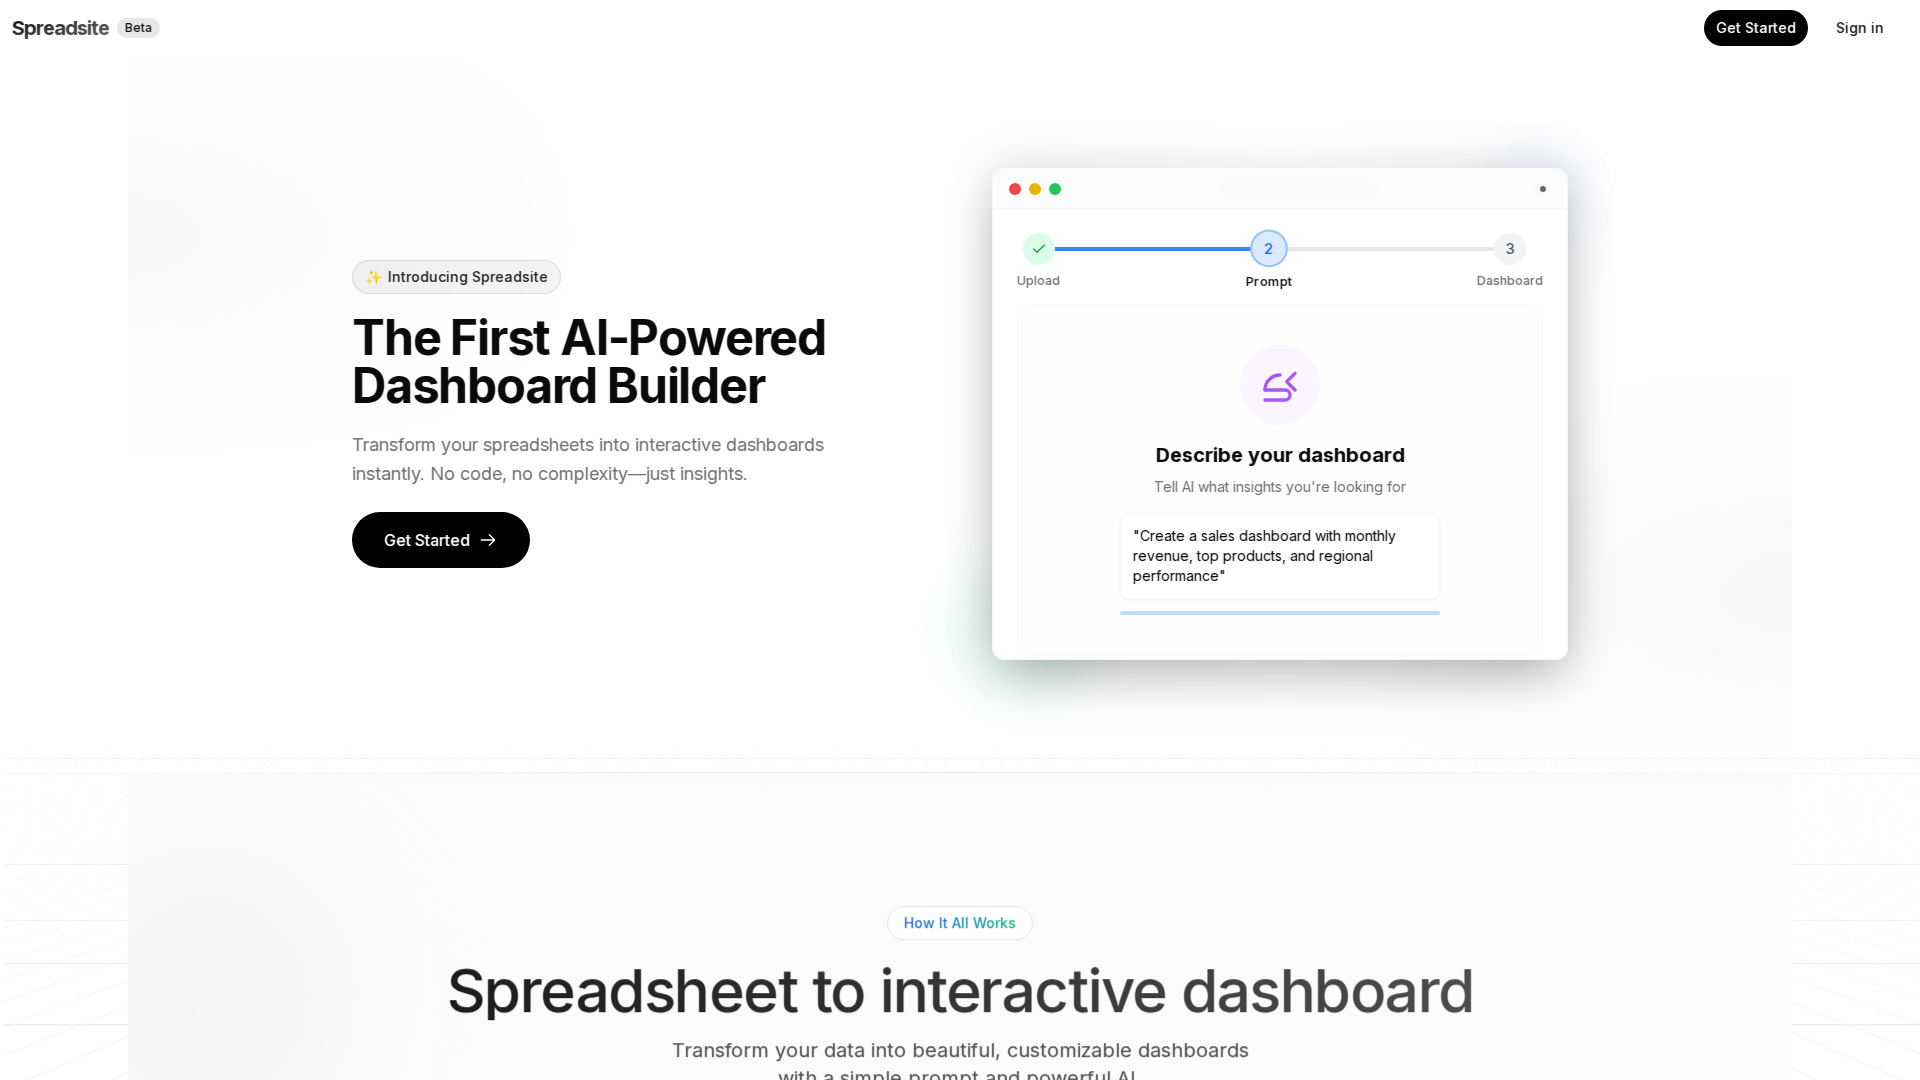 Spreadsite Beta
Get Started
Sign in
✨ Introducing Spreadsite
The First AI-Powered
Dashboard Builder
Transform your spreadsheets into interactive dashboards
instantly. No code, no complexity—just insights.
Get Started →
2
3
Upload
Prompt
Dashboard
Describe your dashboard
Tell AI what insights you're looking for
"Create a sales dashboard with monthly
revenue, top products, and regional
performance"
How It All Works
Spreadsheet to interactive dashboard
Transform your data into beautiful, customizable dashboards
with a simple prompt and powerful AI